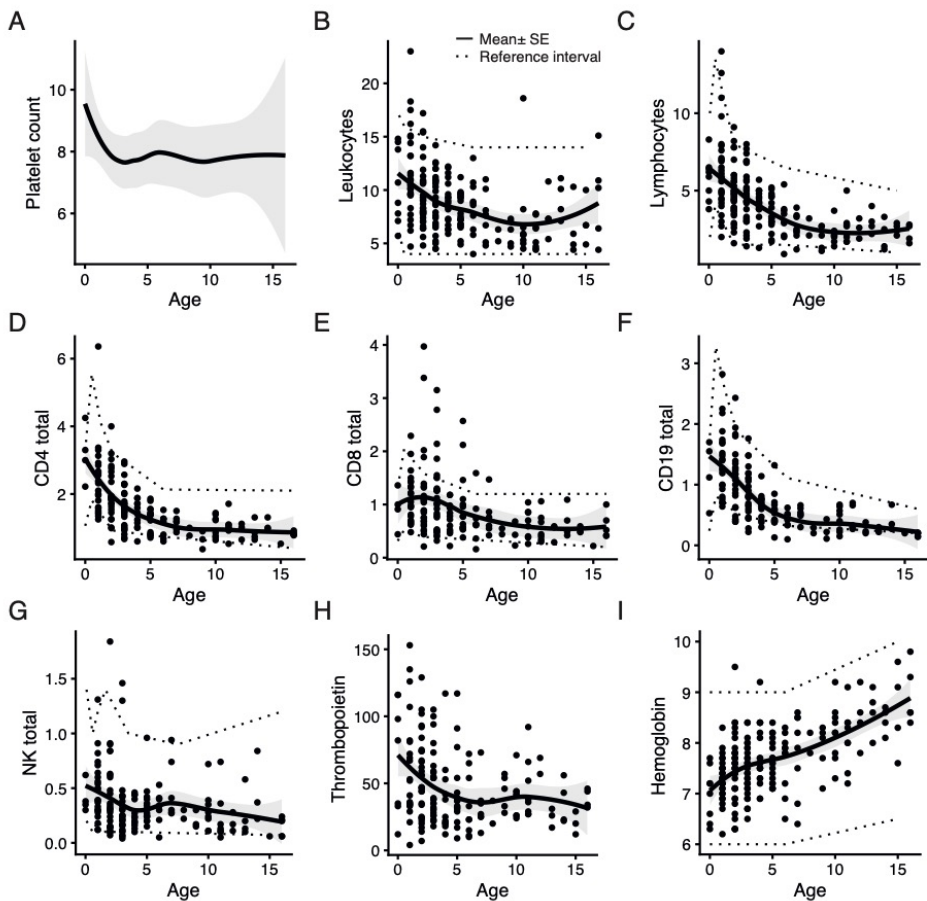 A
Platelet count
10
8
6
0 5 10 15
Age
B
Mean± SE
Reference interval
Leukocytes
20
15
10
5
0 5 10 15
Age
C
Lymphocytes
10
5
0 5 10 15
Age
D
CD4 total
6
4
2
0 5 10 15
Age
E
CD8 total
4
3
2
1
0
0 5 10 15
Age
F
CD19 total
3
2
1
0
0 5 10 15
Age
G
NK total
1.5
1.0
0.5
0.0
0 5 10 15
Age
H
Thrombopoietin
150
100
50
0
0 5 10 15
Age
I
Hemoglobin
10
9
8
7
6
0 5 10 15
Age